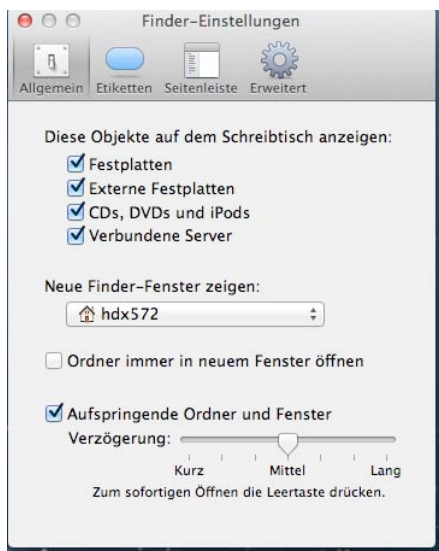 Finder-Einstellungen
Allgemein Etiketten Seitenleiste Erweitert
Diese Objekte auf dem Schreibtisch anzeigen:
Festplatten
Externe Festplatten
CDs, DVDs und iPods
Verbundene Server
Neue Finder-Fenster zeigen:
hdx572
Ordner immer in neuem Fenster öffnen
Aufspringende Ordner und Fenster
Verzögerung:
Kurz Mittel Lang
Zum sofortigen Öffnen die Leertaste drücken.